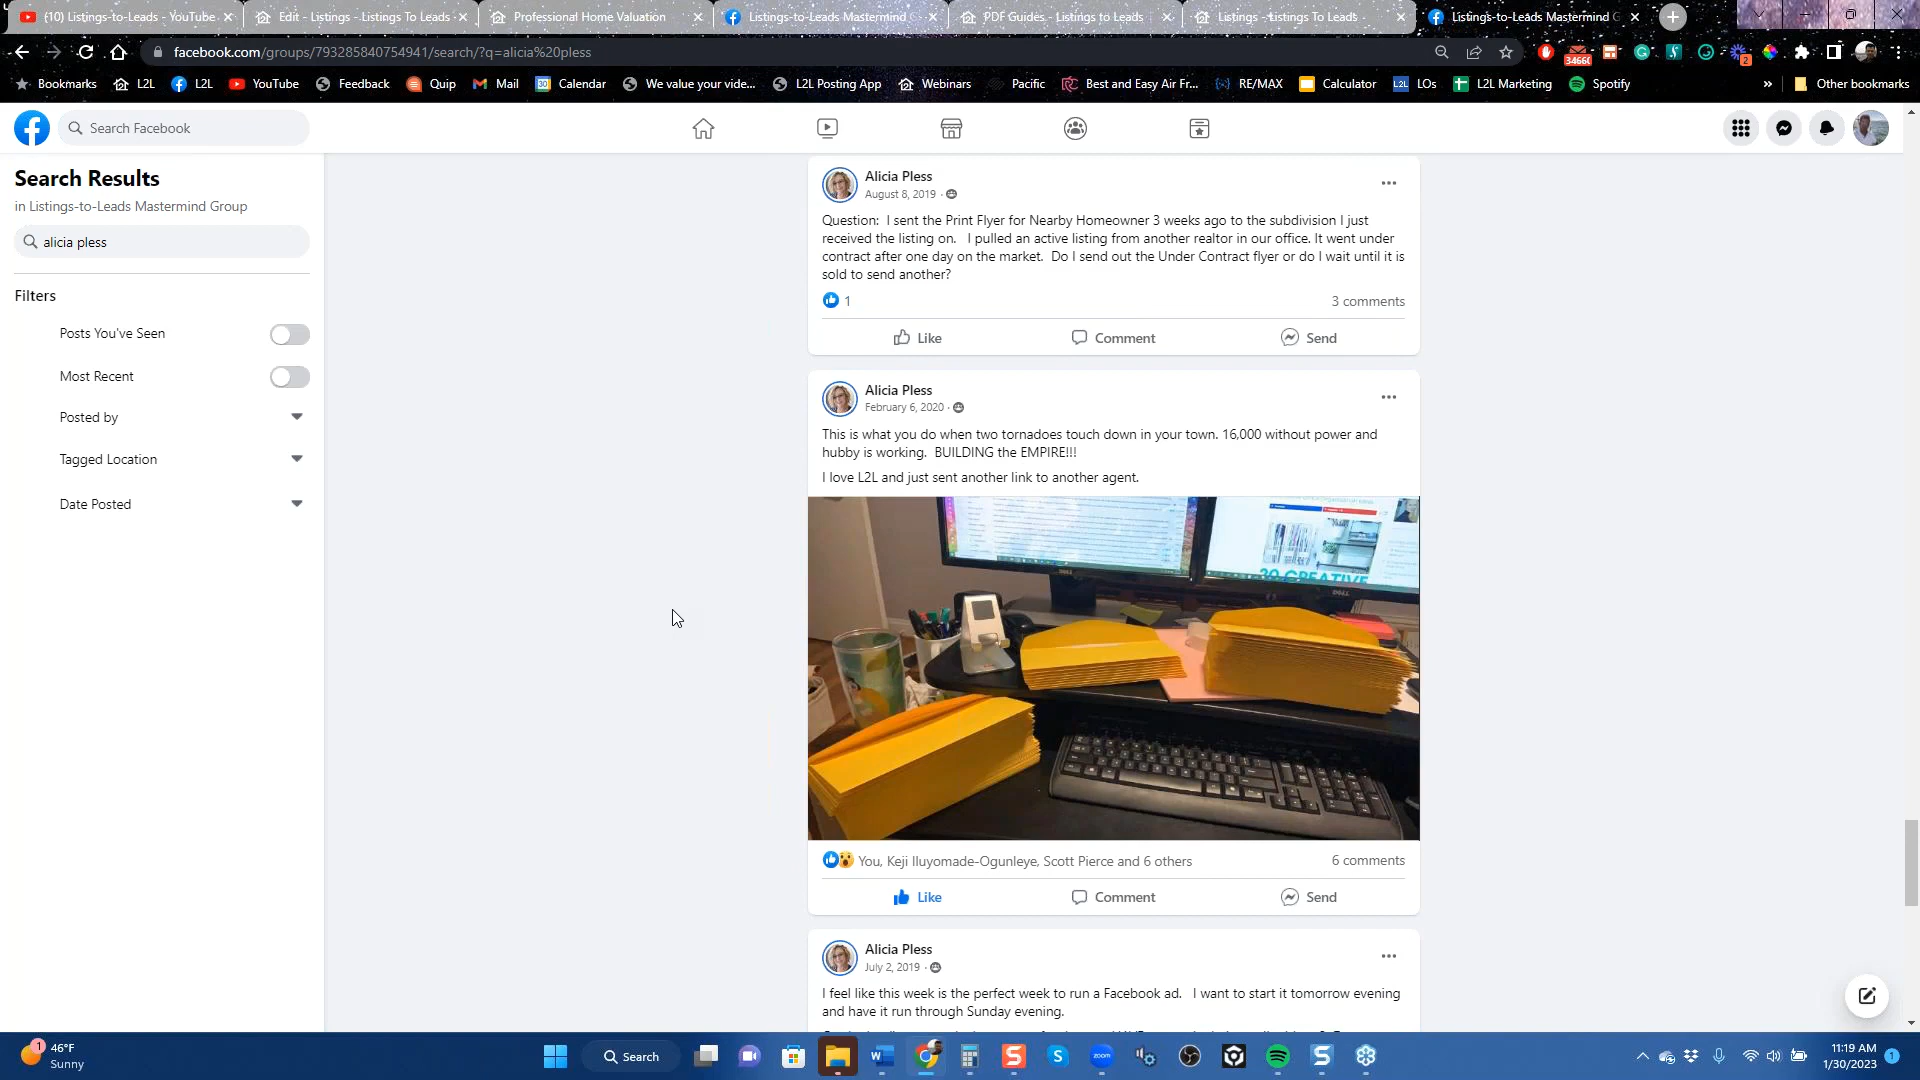 (10) Listings-to-Leads - YouTube
Edit - Listings - Listings To Leads
Professional Home Valuation
Listings-to-Leads Mastermind G
PDF Guides - Listings to Leads
Listings - Listings To Leads
Listings-to-Leads Mastermind G
facebook.com/groups/793285840754941/search/?q=alicia%20pless
34660
2
Bookmarks
L2L
L2L
YouTube
Feedback
Quip
Mail
Calendar
We value your vide...
L2L Posting App
Webinars
Pacific
Best and Easy Air Fr...
RE/MAX
Calculator
LOs
L2L Marketing
Spotify
Other bookmarks
Search Facebook
Search Results
in Listings-to-Leads Mastermind Group
alicia pless
Filters
Posts You've Seen
Most Recent
Posted by
Tagged Location
Date Posted
Alicia Pless
August 8, 2019 ·
Question: I sent the Print Flyer for Nearby Homeowner 3 weeks ago to the subdivision I just
received the listing on. I pulled an active listing from another realtor in our office. It went under
contract after one day on the market. Do I send out the Under Contract flyer or do I wait until it is
sold to send another?
1
3 comments
Like
Comment
Send
Alicia Pless
February 6, 2020 ·
This is what you do when two tornadoes touch down in your town. 16,000 without power and
hubby is working. BUILDING the EMPIRE!!!
I love L2L and just sent another link to another agent.
30 CREATIVE
DELL
DELL
You, Keji Iluyomade-Ogunleye, Scott Pierce and 6 others
6 comments
Like
Comment
Send
Alicia Pless
July 2, 2019 ·
I feel like this week is the perfect week to run a Facebook ad. I want to start it tomorrow evening
and have it run through Sunday evening.
1
46°F
Sunny
Search
zoom
11:19 AM
1/30/2023
1